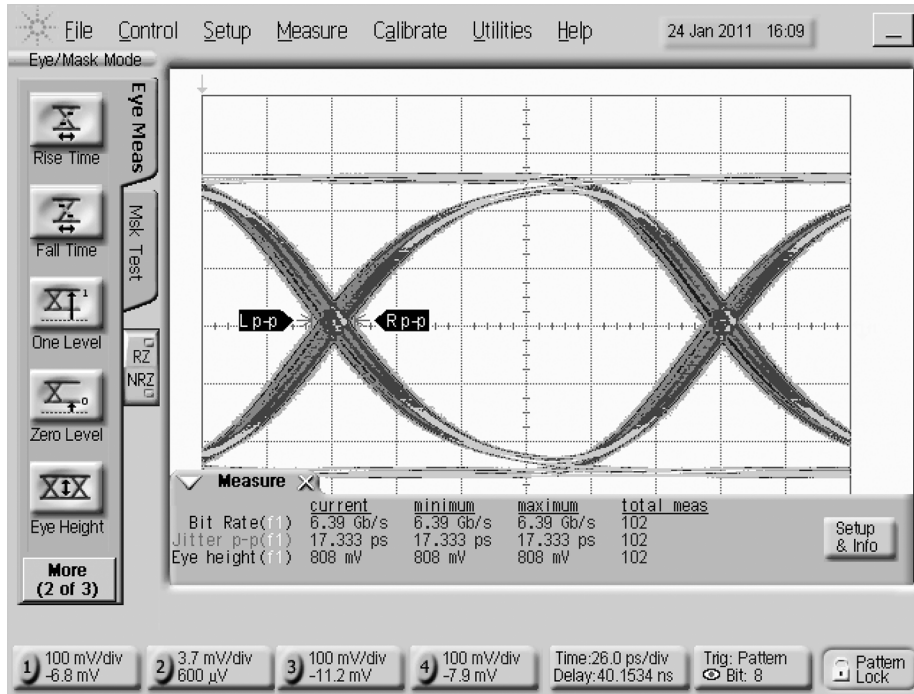 File Control Setup Measure Calibrate Utilities Help 24 Jan 2011 16:09
Eye/Mask Mode
Eye Meas
Msk Test
Rise Time
Fall Time
One Level
Zero Level
Eye Height
More
(2 of 3)
RZ
NRZ
L p-p
R p-p
Measure
current minimum maximum total meas
Bit Rate(f1) 6.39 Gb/s 6.39 Gb/s 6.39 Gb/s 102
Jitter p-p(f1) 17.333 ps 17.333 ps 17.333 ps 102
Eye height(f1) 808 mV 808 mV 808 mV 102
Setup
& Info
1 100 mV/div
-6.8 mV
2 3.7 mV/div
600 µV
3 100 mV/div
-11.2 mV
4 100 mV/div
-7.9 mV
Time:26.0 ps/div
Delay:40.1534 ns
Trig: Pattern
Bit: 8
Pattern
Lock